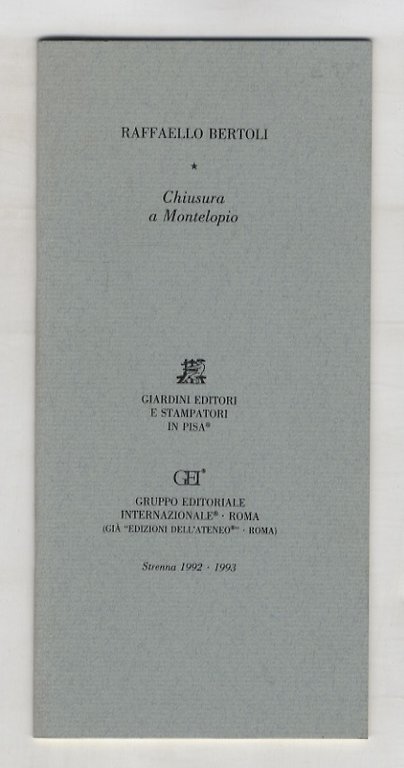 RAFFAELLO BERTOLI
*
Chiusura
a Montelopio
GIARDINI EDITORI
E STAMPATORI
IN PISA®
GEI®
GRUPPO EDITORIALE
INTERNAZIONALE® · ROMA
(GIÀ "EDIZIONI DELL'ATENEO®" · ROMA)
Strenna 1992 · 1993